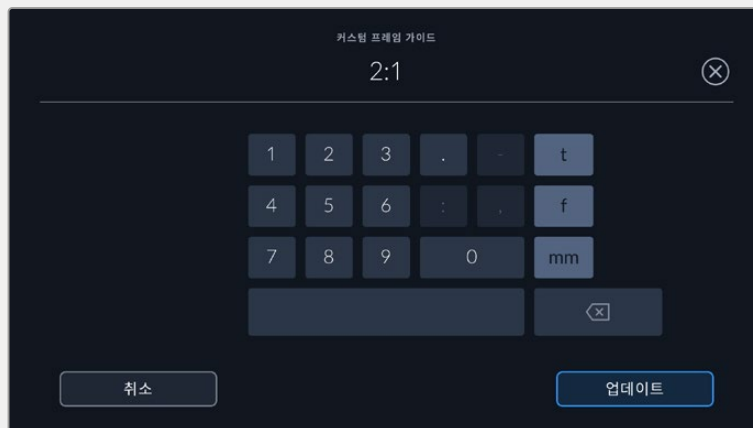 커스텀 프레임 가이드
2:1
1 2 3 . - t
4 5 6 : , f
7 8 9 0 mm
취소 업데이트